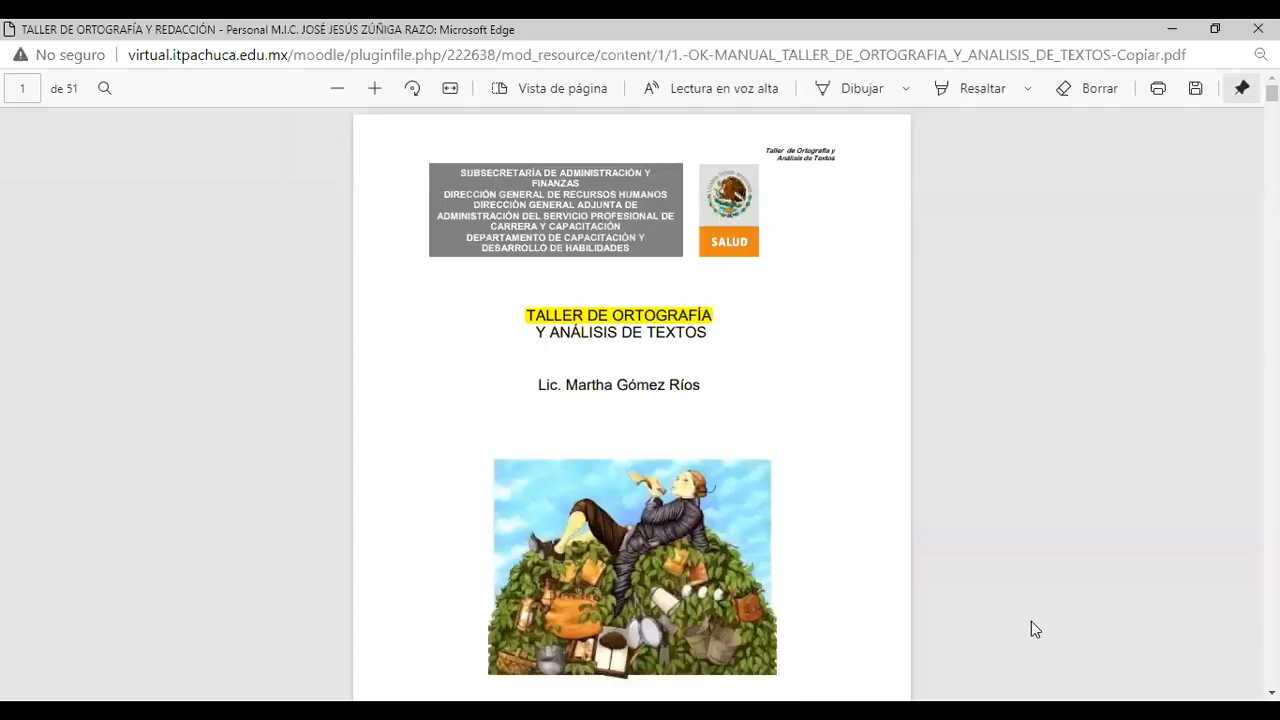 TALLER DE ORTOGRAFÍA Y REDACCIÓN - Personal M.I.C. JOSÉ JESÚS ZÚÑIGA RAZO: Microsoft Edge
No seguro
virtual.itpachuca.edu.mx/moodle/pluginfile.php/222638/mod_resource/content/1/1.-OK-MANUAL_TALLER_DE_ORTOGRAFIA_Y_ANALISIS_DE_TEXTOS-Copiar.pdf
1 de 51
Vista de página
Lectura en voz alta
Dibujar
Resaltar
Borrar
Taller de Ortografía y
Análisis de Textos
SUBSECRETARÍA DE ADMINISTRACIÓN Y
FINANZAS
DIRECCIÓN GENERAL DE RECURSOS HUMANOS
DIRECCIÓN GENERAL ADJUNTA DE
ADMINISTRACIÓN DEL SERVICIO PROFESIONAL DE
CARRERA Y CAPACITACIÓN
DEPARTAMENTO DE CAPACITACIÓN Y
DESARROLLO DE HABILIDADES
SALUD
TALLER DE ORTOGRAFÍA
Y ANÁLISIS DE TEXTOS
Lic. Martha Gómez Ríos